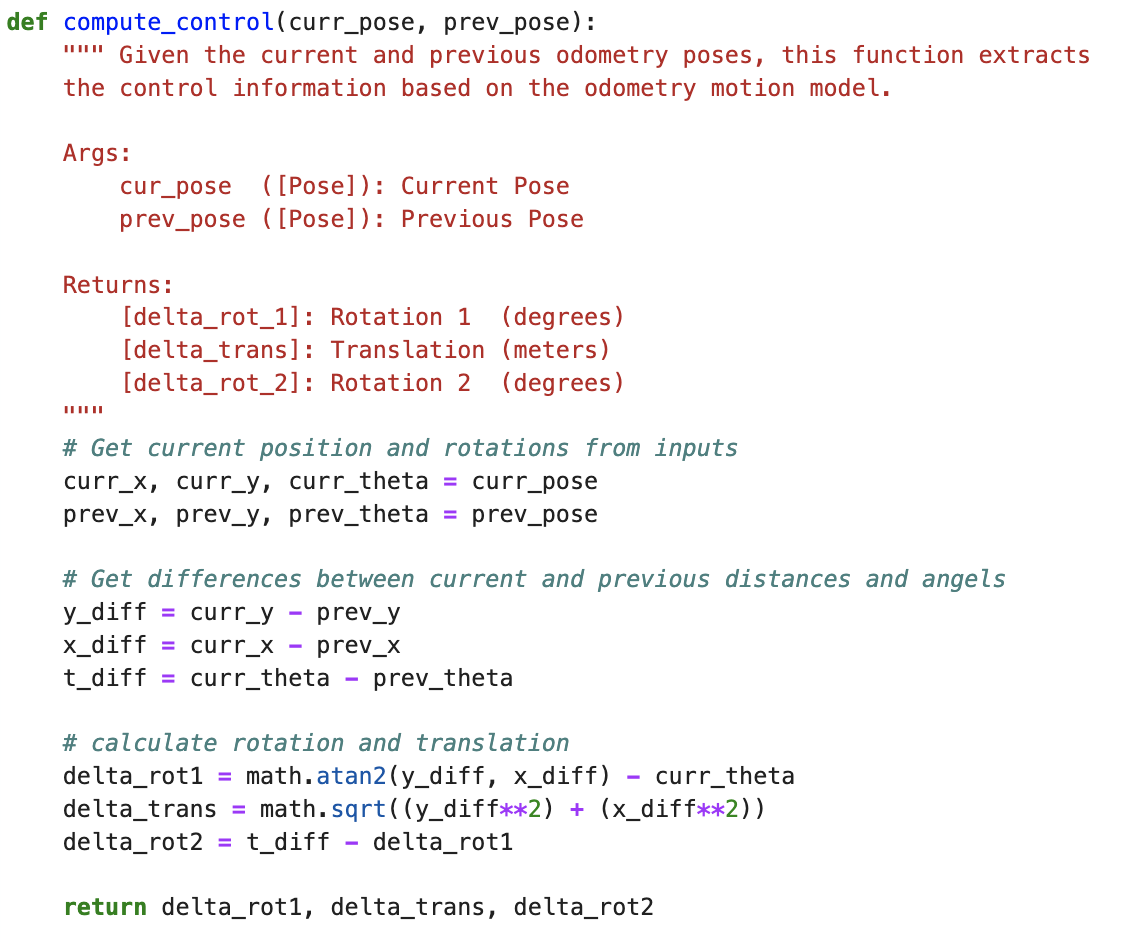 def compute_control(curr_pose, prev_pose):
    """ Given the current and previous odometry poses, this function extracts
    the control information based on the odometry motion model.

    Args:
        cur_pose  ([Pose]): Current Pose
        prev_pose ([Pose]): Previous Pose

    Returns:
        [delta_rot_1]: Rotation 1  (degrees)
        [delta_trans]: Translation (meters)
        [delta_rot_2]: Rotation 2  (degrees)
    """
    # Get current position and rotations from inputs
    curr_x, curr_y, curr_theta = curr_pose
    prev_x, prev_y, prev_theta = prev_pose

    # Get differences between current and previous distances and angels
    y_diff = curr_y - prev_y
    x_diff = curr_x - prev_x
    t_diff = curr_theta - prev_theta

    # calculate rotation and translation
    delta_rot1 = math.atan2(y_diff, x_diff) - curr_theta
    delta_trans = math.sqrt((y_diff**2) + (x_diff**2))
    delta_rot2 = t_diff - delta_rot1

    return delta_rot1, delta_trans, delta_rot2